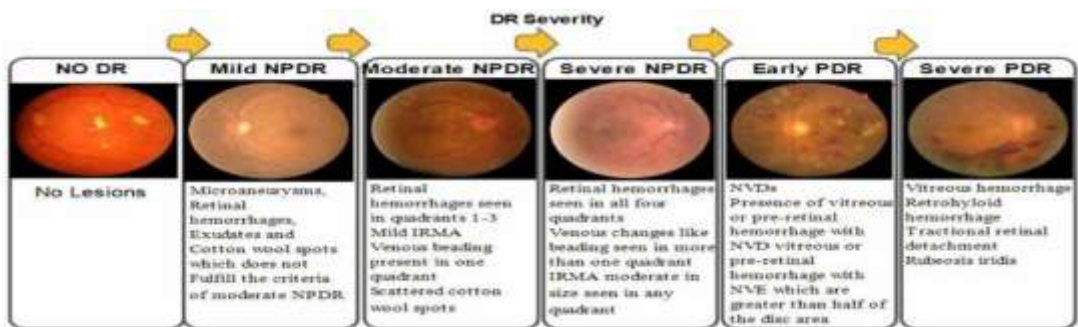 DR Severity
NO DR
No Lesions
Mild NPDR
Microaneurysms,
Retinal
hemorrhages,
Exudates and
Cotton wool spots
which does not
Fulfill the criteria
of moderate NPDR
Moderate NPDR
Retinal
hemorrhages seen
in quadrants 1-3
Mild IRMA
Venous beading
present in one
quadrant
Scattered cotton
wool spots
Severe NPDR
Retinal hemorrhages
seen in all four
quadrants
Venous changes like
beading seen in more
than one quadrant
IRMA moderate in
size seen in any
quadrant
Early PDR
NVDs
Presence of vitreous
or pre-retinal
hemorrhage with
NVD vitreous or
pre-retinal
hemorrhage with
NVE which are
greater than half of
the disc area
Severe PDR
Vitreous hemorrhage
Retrohyloid
hemorrhage
Tractional retinal
detachment
Rubeosis iridis